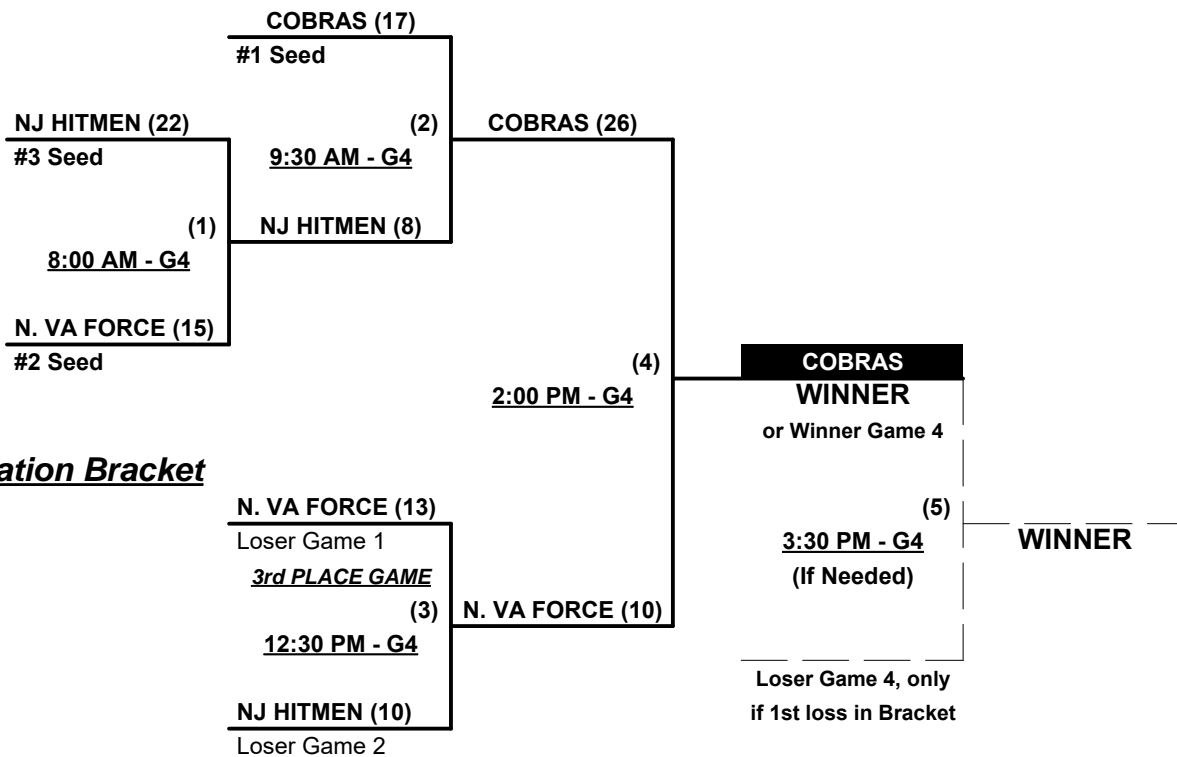 COBRAS (17)
#1 Seed
NJ HITMEN (22)
(2)
COBRAS (26)
#3 Seed
9:30 AM - G4
(1)
NJ HITMEN (8)
8:00 AM - G4
N. VA FORCE (15)
#2 Seed
(4)
COBRAS
2:00 PM - G4
WINNER
or Winner Game 4
ation Bracket
N. VA FORCE (13)
(5)
Loser Game 1
3:30 PM - G4
WINNER
3rd PLACE GAME
(If Needed)
(3)
N. VA FORCE (10)
12:30 PM - G4
Loser Game 4, only
if 1st loss in Bracket
NJ HITMEN (10)
Loser Game 2